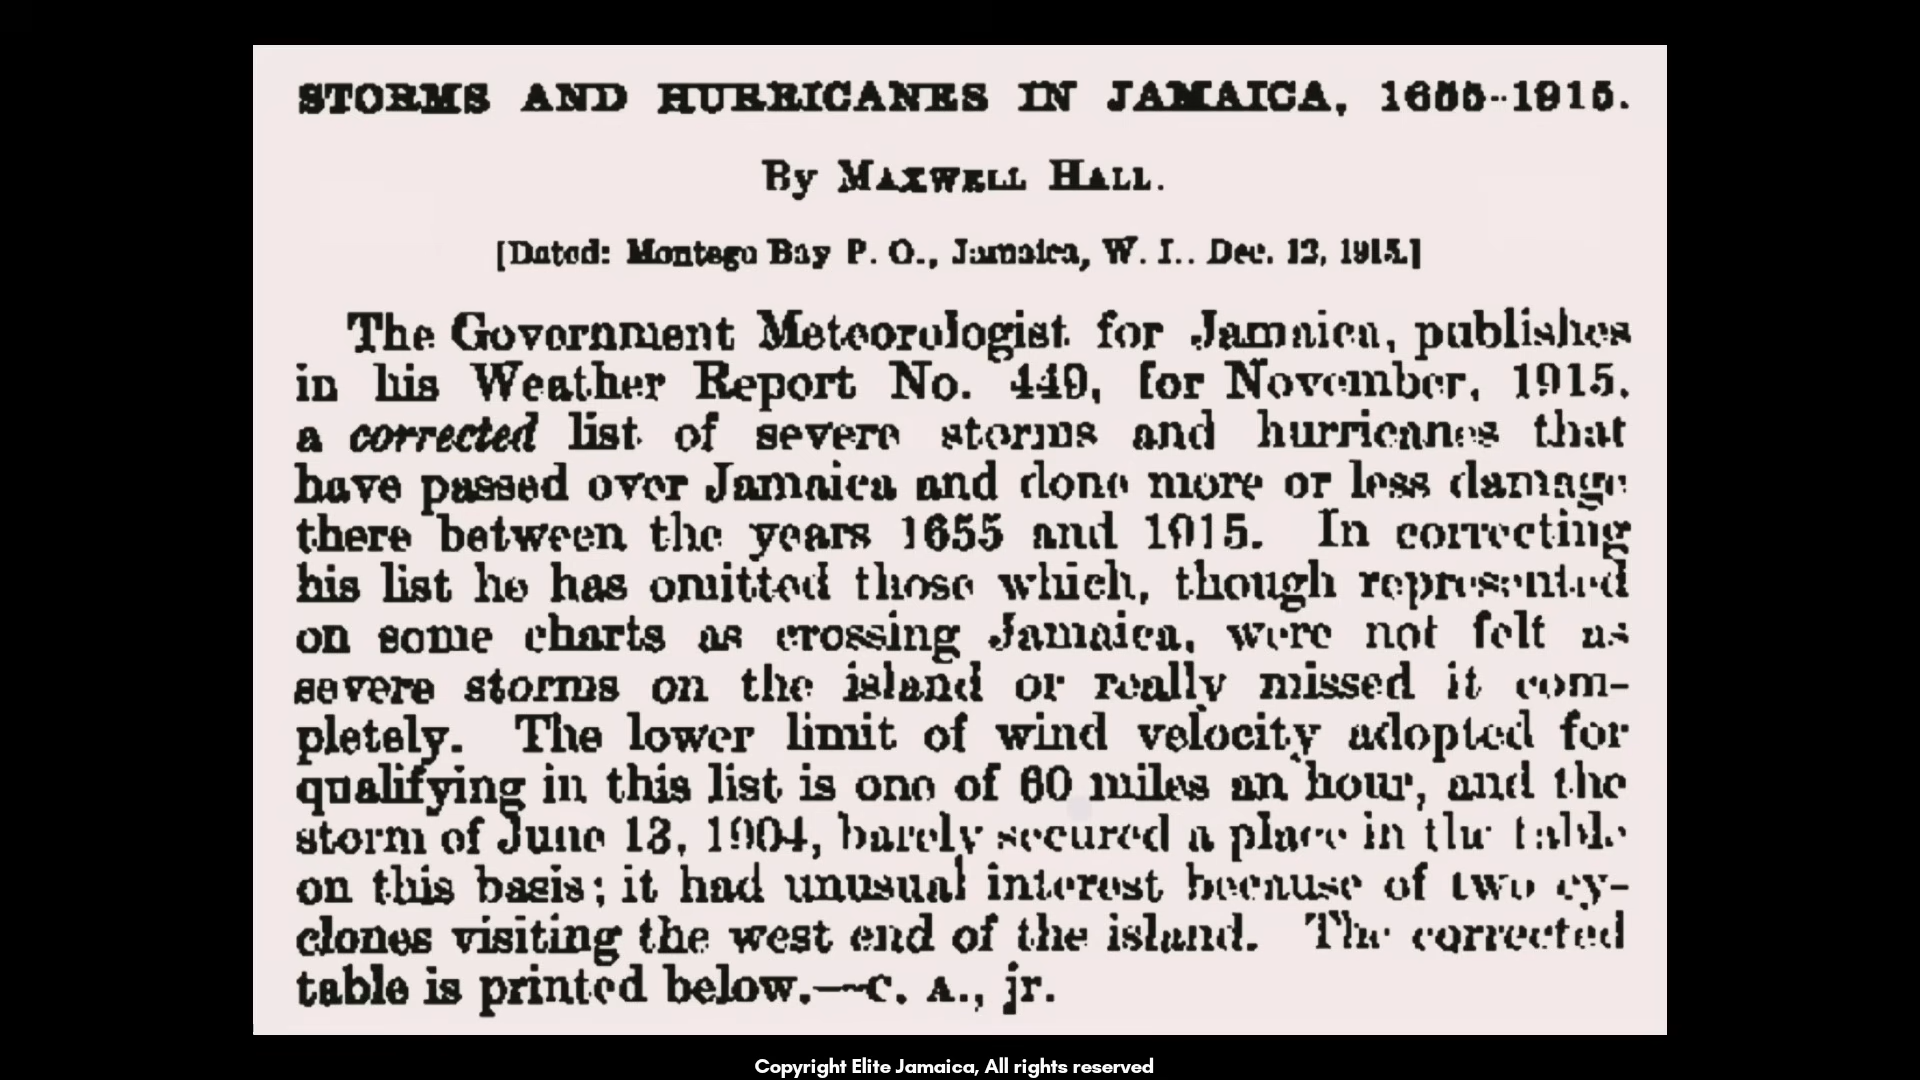 STORMS AND HURRICANES IN JAMAICA, 1655-1915.
By MAXWELL HALL.
[Dated: Montego Bay P. O., Jamaica, W. I.. Dec. 12, 1915.]
The Government Meteorologist for Jamaica, publishes
in his Weather Report No. 449, for November, 1915,
a corrected list of severe storms and hurricanes that
have passed over Jamaica and done more or less damage
there between the years 1655 and 1915. In correcting
his list he has omitted those which, though represented
on some charts as crossing Jamaica, were not felt as
severe storms on the island or really missed it com-
pletely. The lower limit of wind velocity adopted for
qualifying in this list is one of 60 miles an hour, and the
storm of June 13, 1904, barely secured a place in the table
on this basis; it had unusual interest because of two cy-
clones visiting the west end of the island. The corrected
table is printed below.—C. A., jr.
Copyright Elite Jamaica, All rights reserved